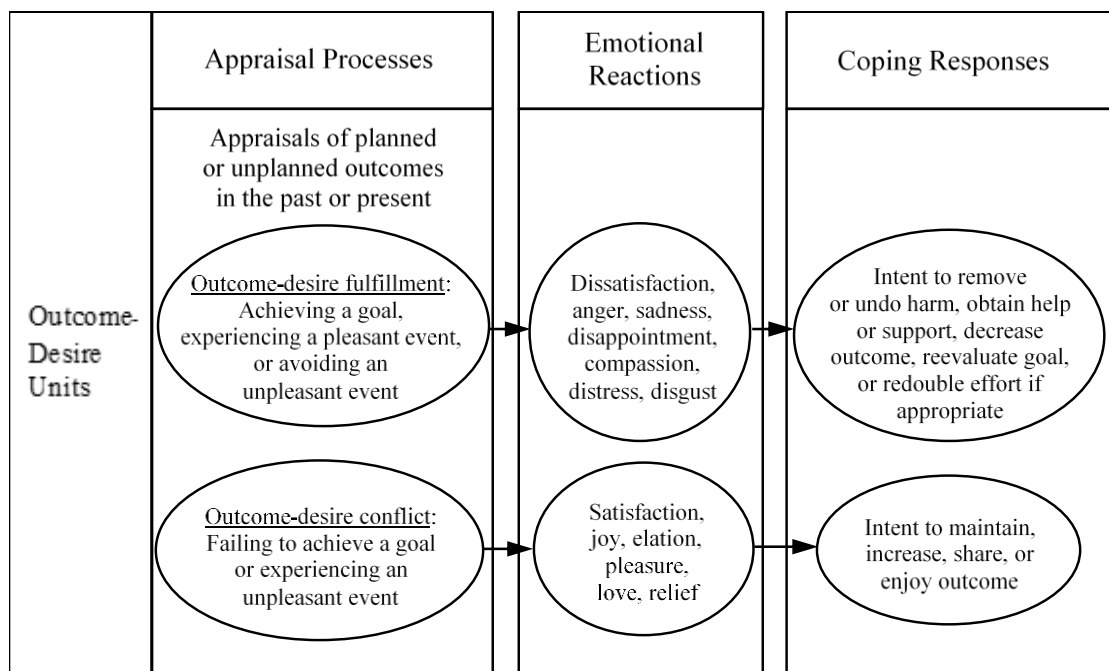 Appraisal Processes
Emotional
Reactions
Coping Responses
Outcome-
Desire
Units
Appraisals of planned
or unplanned outcomes
in the past or present
Outcome-desire fulfillment:
Achieving a goal,
experiencing a pleasant event,
or avoiding an
unpleasant event
Dissatisfaction,
anger, sadness,
disappointment,
compassion,
distress, disgust
Intent to remove
or undo harm, obtain help
or support, decrease
outcome, reevaluate goal,
or redouble effort if
appropriate
Outcome-desire conflict:
Failing to achieve a goal
or experiencing an
unpleasant event
Satisfaction,
joy, elation,
pleasure,
love, relief
Intent to maintain,
increase, share, or
enjoy outcome